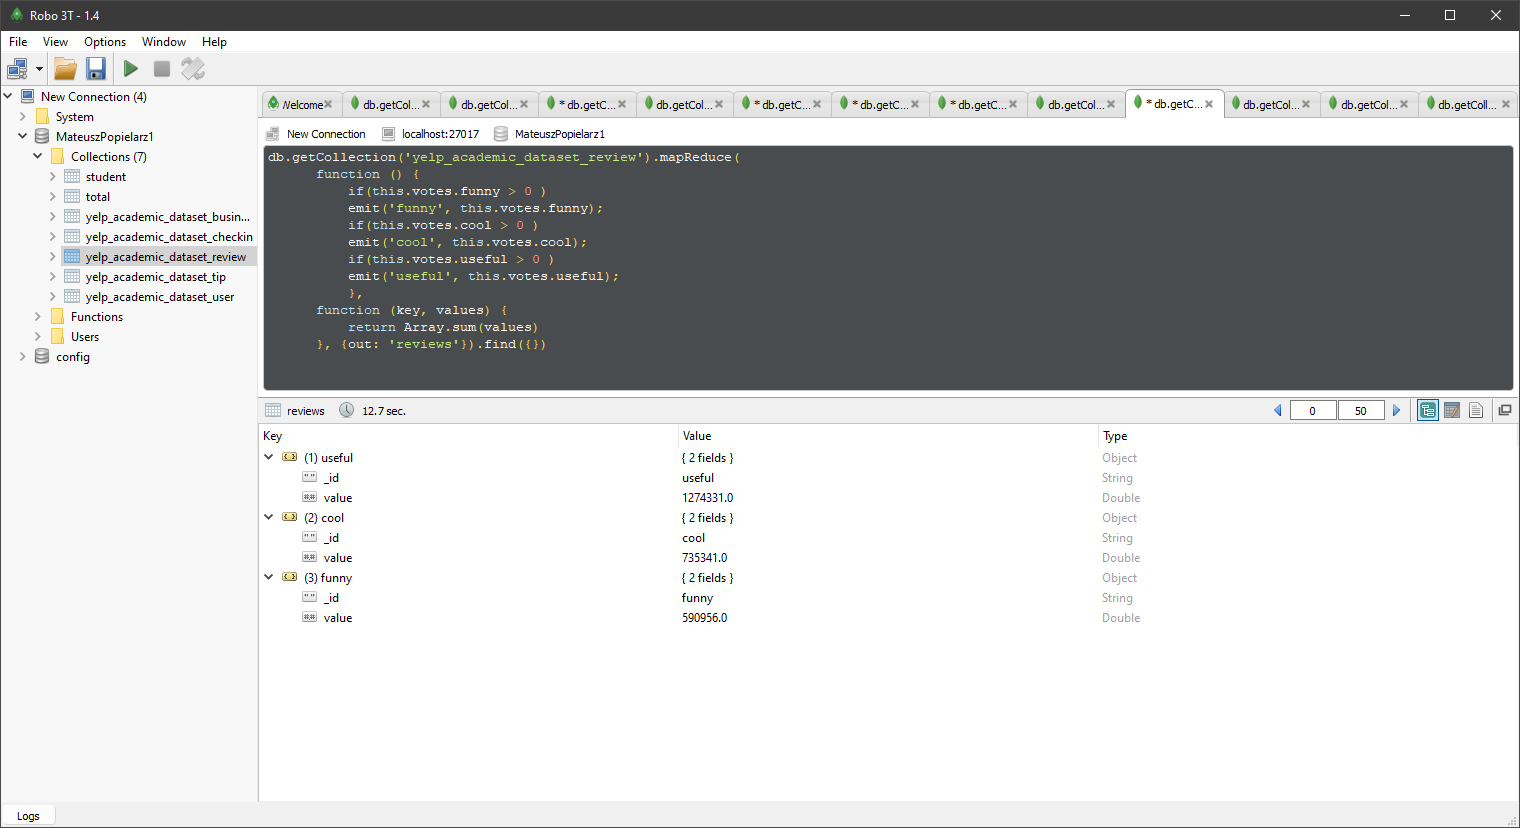 Robo 3T - 1.4
File View Options Window Help
New Connection (4)
System
MateuszPopielarz1
Collections (7)
student
total
yelp_academic_dataset_busin...
yelp_academic_dataset_checkin
yelp_academic_dataset_review
yelp_academic_dataset_tip
yelp_academic_dataset_user
Functions
Users
config
Welcome db.getCol... db.getCol... * db.getC... db.getCol... * db.getC... * db.getC... * db.getC... db.getCol... * db.getC... db.getCol... db.getCol... db.getColl...
New Connection localhost:27017 MateuszPopielarz1
db.getCollection('yelp_academic_dataset_review').mapReduce(
function () {
if(this.votes.funny > 0 )
emit('funny', this.votes.funny);
if(this.votes.cool > 0 )
emit('cool', this.votes.cool);
if(this.votes.useful > 0 )
emit('useful', this.votes.useful);
},
function (key, values) {
return Array.sum(values)
}, {out: 'reviews'}).find({})
reviews 12.7 sec. 0 50
Key Value Type
(1) useful { 2 fields } Object
_id useful String
value 1274331.0 Double
(2) cool { 2 fields } Object
_id cool String
value 735341.0 Double
(3) funny { 2 fields } Object
_id funny String
value 590956.0 Double
Logs